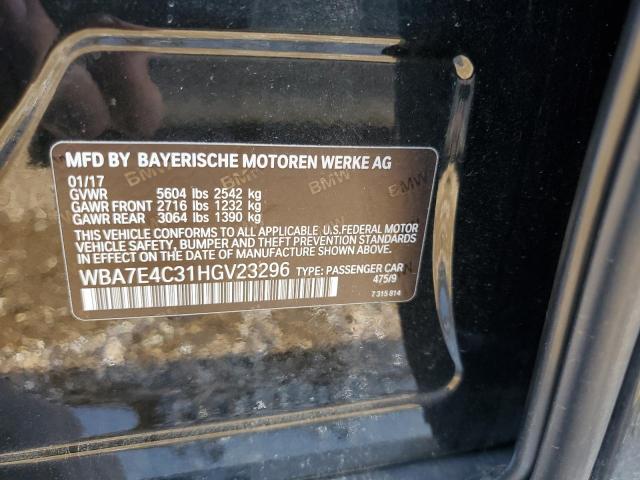 MFD BY BAYERISCHE MOTOREN WERKE AG
01/17
GVWR 5604 lbs 2542 kg
GAWR FRONT 2716 lbs 1232 kg
GAWR REAR 3064 lbs 1390 kg
THIS VEHICLE CONFORMS TO ALL APPLICABLE U.S.FEDERAL MOTOR
VEHICLE SAFETY, BUMPER AND THEFT PREVENTION STANDARDS
IN EFFECT ON THE DATE OF MANUFACTURE SHOWN ABOVE.
WBA7E4C31HGV23296 TYPE: PASSENGER CAR
475/9
7 315 814